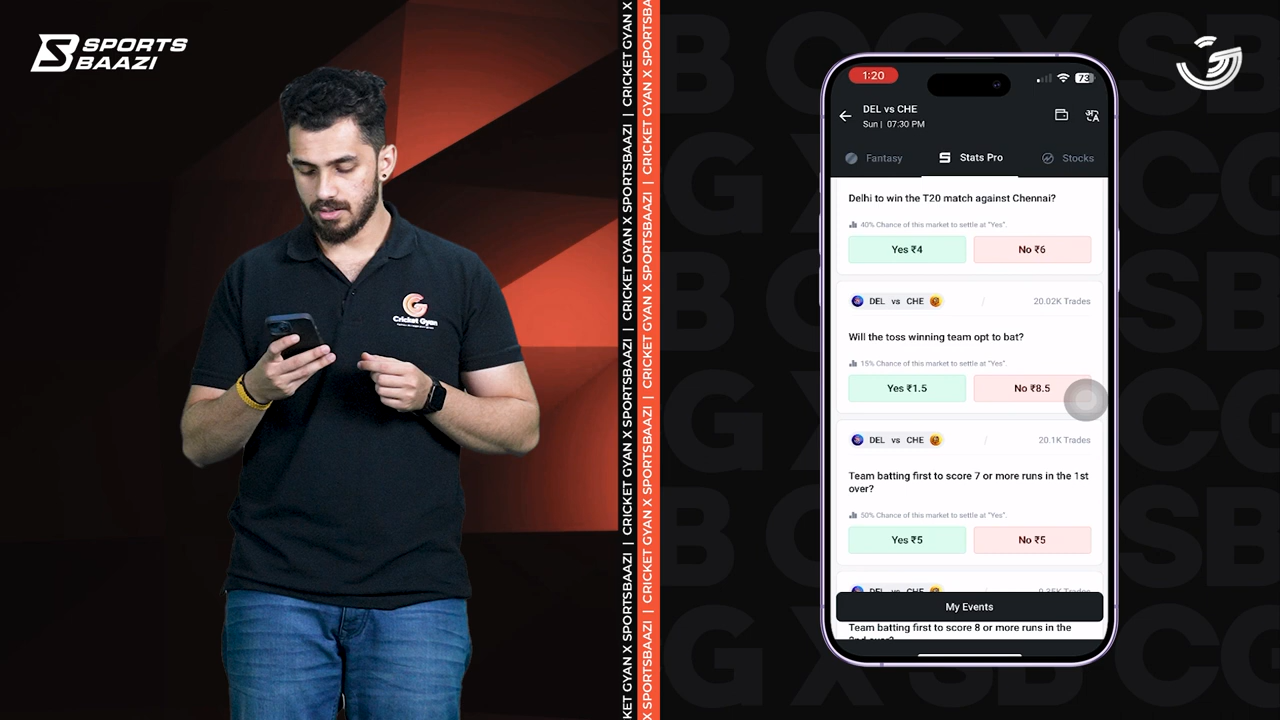 SPORTS
BAAZI
Cricket Gyan
KET GYAN X SPORTSBAAZI | CRICKET GYAN X SPORTSBAAZI | CRICKET GYAN X
X SPORTSBAAZI | CRICKET GYAN X SPORTSBAAZI | CRICKET GYAN X SPORTSBA
1:20
73
DEL vs CHE
Sun | 07:30 PM
Fantasy
Stats Pro
Stocks
Delhi to win the T20 match against Chennai?
40% Chance of this market to settle at "Yes".
Yes ₹4
No ₹6
DEL vs CHE
20.02K Trades
Will the toss winning team opt to bat?
15% Chance of this market to settle at "Yes".
Yes ₹1.5
No ₹8.5
DEL vs CHE
20.1K Trades
Team batting first to score 7 or more runs in the 1st
over?
50% Chance of this market to settle at "Yes".
Yes ₹5
No ₹5
DEL vs CHE
My Events
Team batting first to score 8 or more runs in the
2nd over?